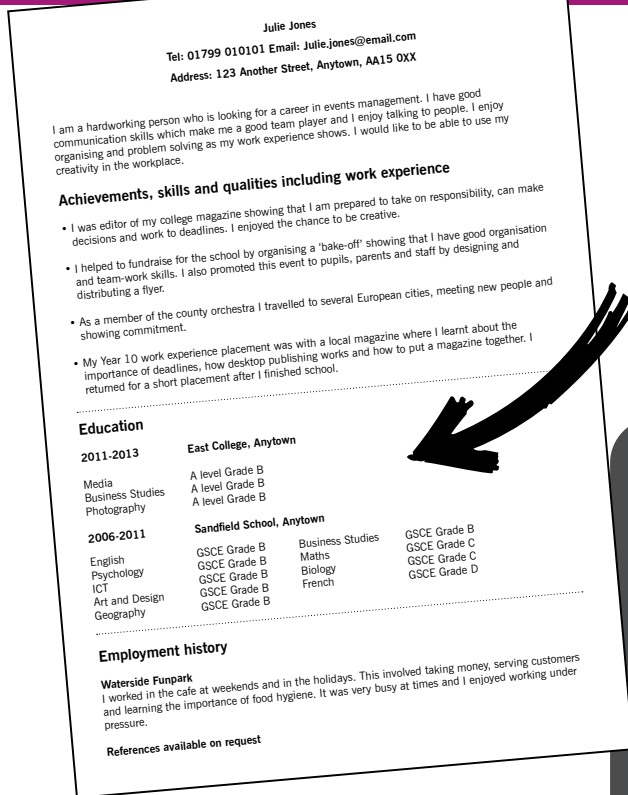 Julie Jones
Tel: 01799 010101 Email: Julie.jones@email.com
Address: 123 Another Street, Anytown, AA15 0XX
I am a hardworking person who is looking for a career in events management. I have good
communication skills which make me a good team player and I enjoy talking to people. I enjoy
organising and problem solving as my work experience shows. I would like to be able to use my
creativity in the workplace.
Achievements, skills and qualities including work experience
• I was editor of my college magazine showing that I am prepared to take on responsibility, can make
decisions and work to deadlines. I enjoyed the chance to be creative.
• I helped to fundraise for the school by organising a ‘bake-off’ showing that I have good organisation
and team-work skills. I also promoted this event to pupils, parents and staff by designing and
distributing a flyer.
• As a member of the county orchestra I travelled to several European cities, meeting new people and
showing commitment.
• My Year 10 work experience placement was with a local magazine where I learnt about the
importance of deadlines, how desktop publishing works and how to put a magazine together. I
returned for a short placement after I finished school.
Education
2011-2013 East College, Anytown
Media A level Grade B
Business Studies A level Grade B
Photography A level Grade B
2006-2011 Sandfield School, Anytown
English GSCE Grade B Business Studies GSCE Grade B
Psychology GSCE Grade B Maths GSCE Grade C
ICT GSCE Grade B Biology GSCE Grade C
Art and Design GSCE Grade B French GSCE Grade D
Geography GSCE Grade B
Employment history
Waterside Funpark
I worked in the cafe at weekends and in the holidays. This involved taking money, serving customers
and learning the importance of food hygiene. It was very busy at times and I enjoyed working under
pressure.
References available on request